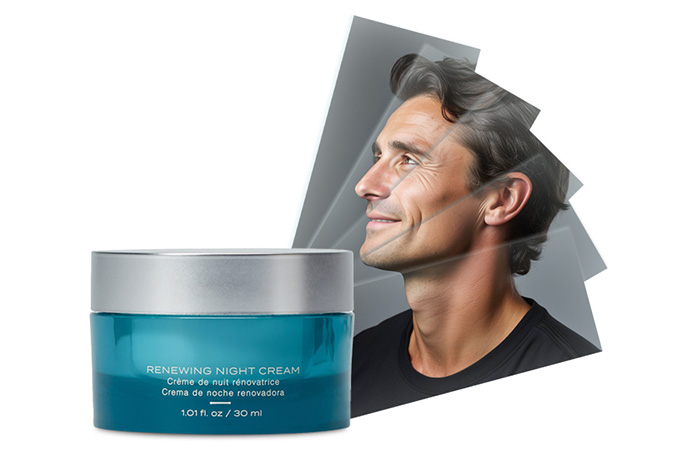 RENEWING NIGHT CREAM
Crème de nuit rénovatrice
Crema de noche renovadora
1.01 fl. oz / 30 ml